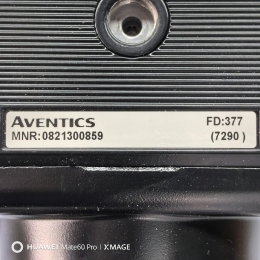 AVENTICS FD:377
MNR:0821300859 (7290 )
HUAWEI Mate60 Pro | XMAGE